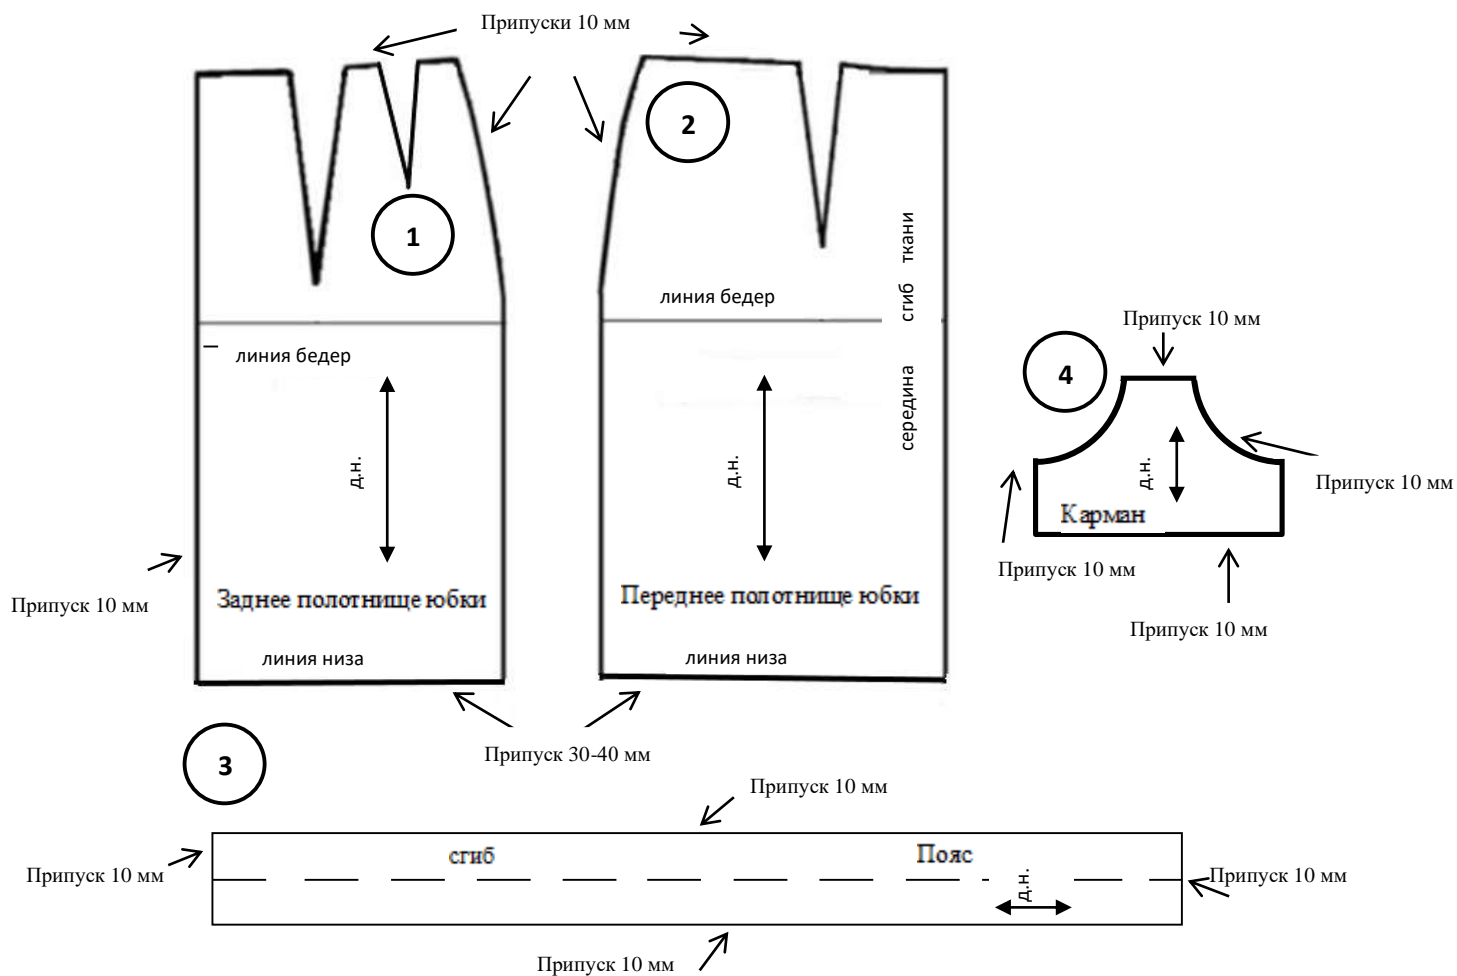 Припуски 10 мм
2
1
сгиб ткани
линия бедер
Припуск 10 мм
линия бедер
4
середина
д.н.
д.н.
д.н.
Припуск 10 мм
Карман
Припуск 10 мм
Припуск 10 мм
Заднее полотнище юбки
Переднее полотнище юбки
Припуск 10 мм
линия низа
линия низа
Припуск 30-40 мм
3
Припуск 10 мм
сгиб
Пояс
Припуск 10 мм
д.н.
Припуск 10 мм
Припуск 10 мм